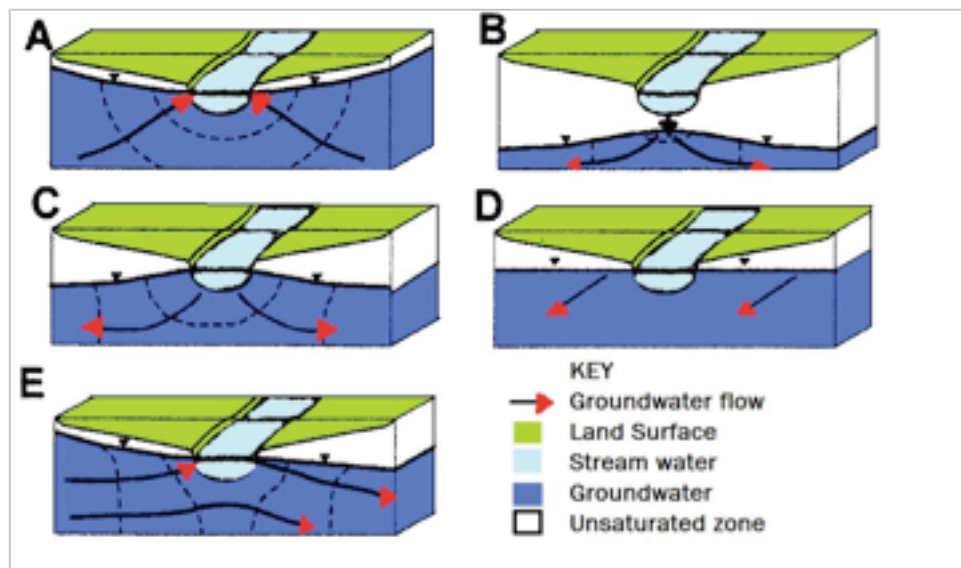 A
B
C
D
E
KEY
Groundwater flow
Land Surface
Stream water
Groundwater
Unsaturated zone